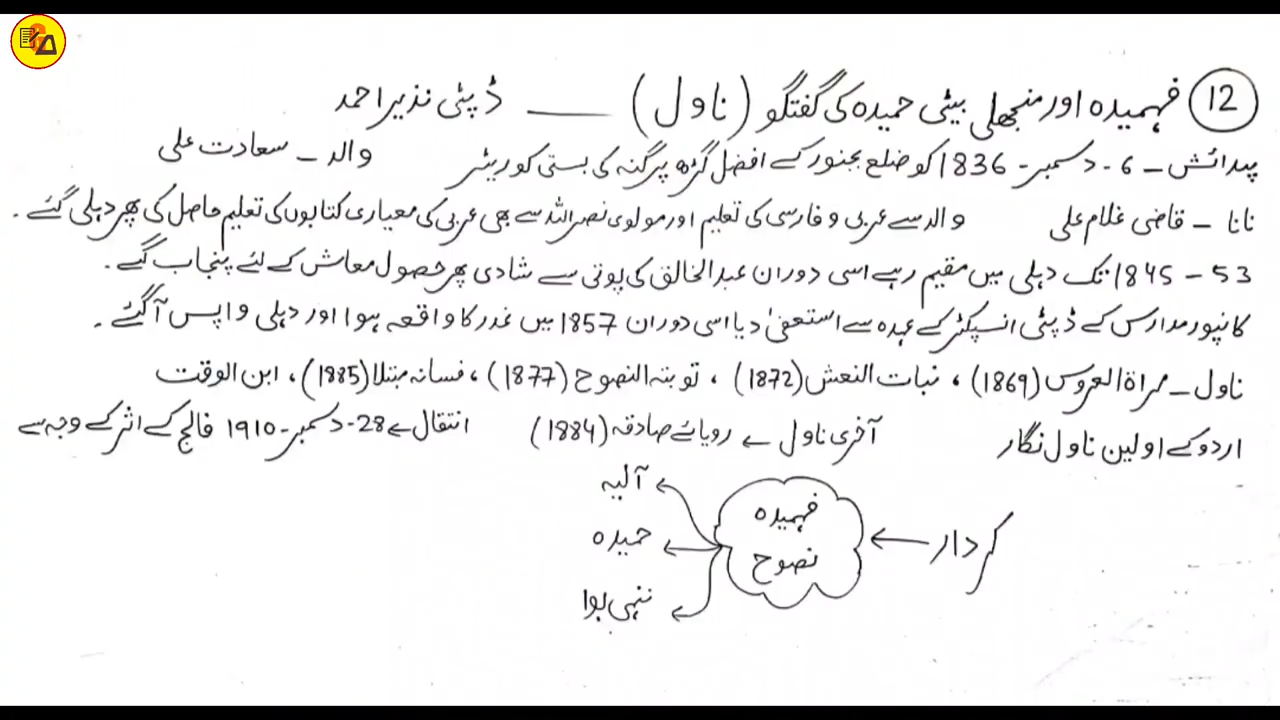 12 فہمیدہ اور منجھلی بیٹی حمیدہ کی گفتگو (ناول) ــــ ڈپٹی نذیر احمد
پیدائش – 6 - دسمبر - 1836 کو ضلع بجنور کے افضل گڑھ پرگنہ کی بستی کو ریٹر والد – سعادت علی
نانا – قاضی غلام علی والد سے عربی و فارسی کی تعلیم اور مولوی نصر اللہ سے بھی عربی کی معیاری کتابوں کی تعلیم حاصل کی پھر دہلی گئے۔
1845 – 53 تک دہلی میں مقیم رہے اسی دوران عبد الخالق کی پوتی سے شادی پھر حصول معاش کے لئے پنجاب گیے۔
کانپور مدارس کے ڈپٹی انسپکٹر کے عہدہ سے استعفیٰ دیا اسی دوران 1857 میں غدر کا واقعہ ہوا اور دہلی واپس آگئے۔
ناول – مراۃ العروس (1869)، نبات النعش (1872)، توبتہ النصوح (1877)، فسانہ مبتلا (1885)، ابن الوقت
اردو کے اولین ناول نگار آخری ناول ← رویائے صادقہ (1884) انتقال ← 28 - دسمبر - 1910 فالج کے اثر کے وجہ سے
کردار ←
فہمیدہ
نصوح
آلیہ
حمیدہ
ننہی بوا